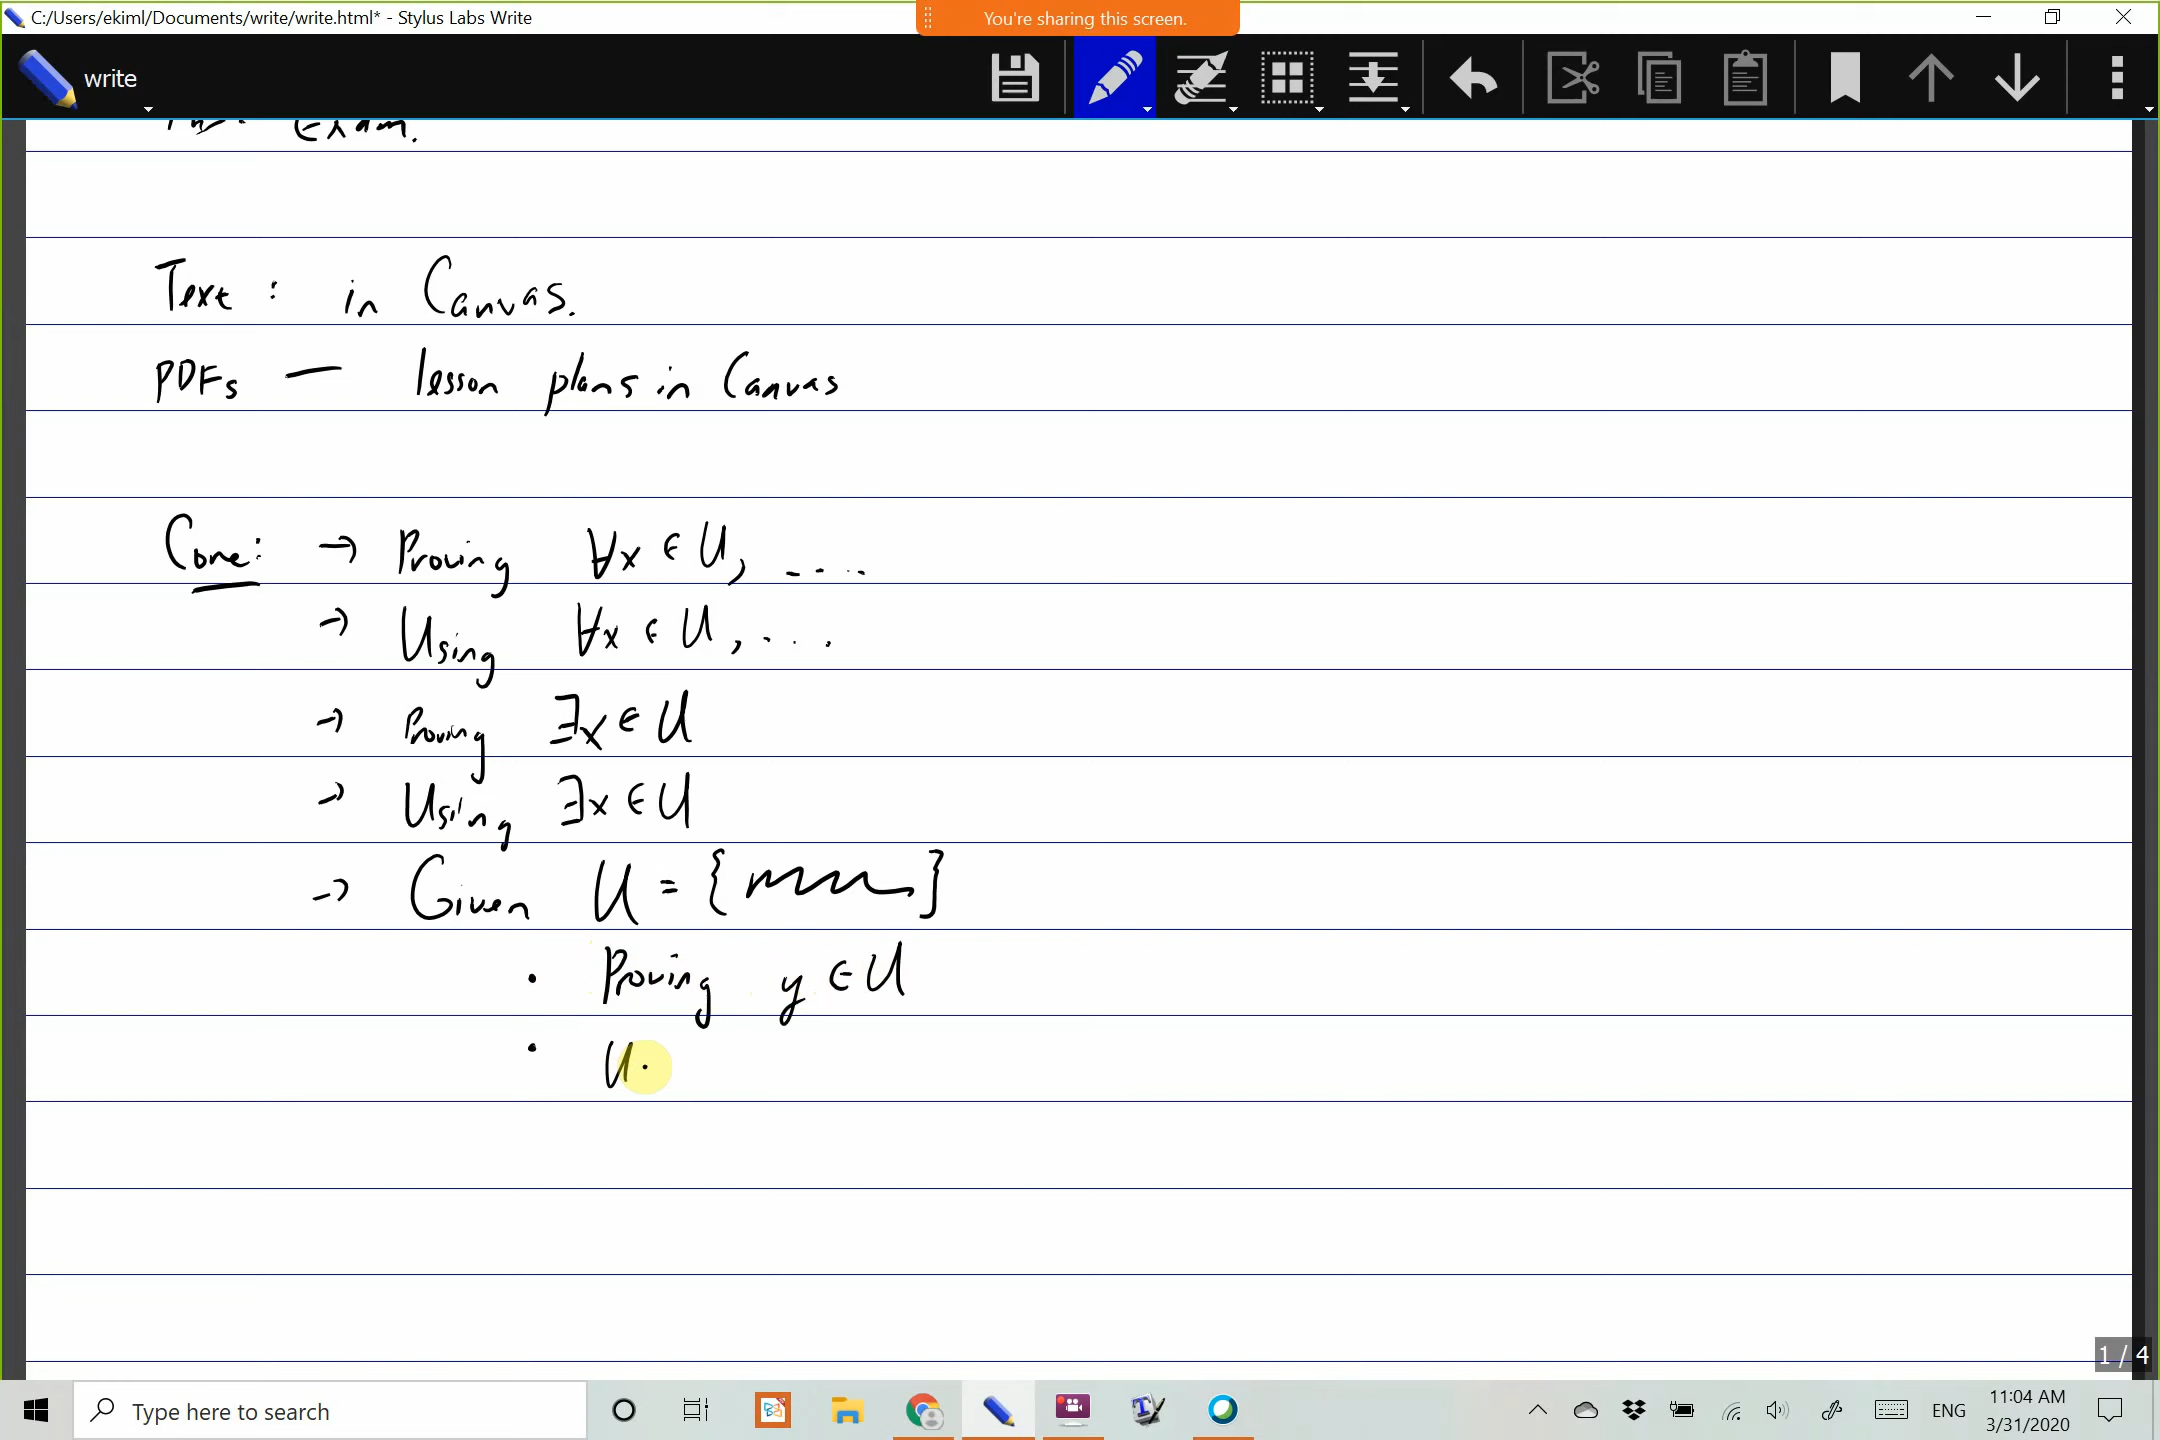 C:/Users/ekiml/Documents/write/write.html* - Stylus Labs Write
You're sharing this screen.
write
Exam.
Text: in Canvas.
PDFs — lesson plans in Canvas
Core: → Proving ∀x ∈ U, ....
→ Using ∀x ∈ U, ....
→ Proving ∃x ∈ U
→ Using ∃x ∈ U
→ Given U = { }
• Proving y ∈ U
• U
1 / 4
Type here to search
ENG
11:04 AM
3/31/2020